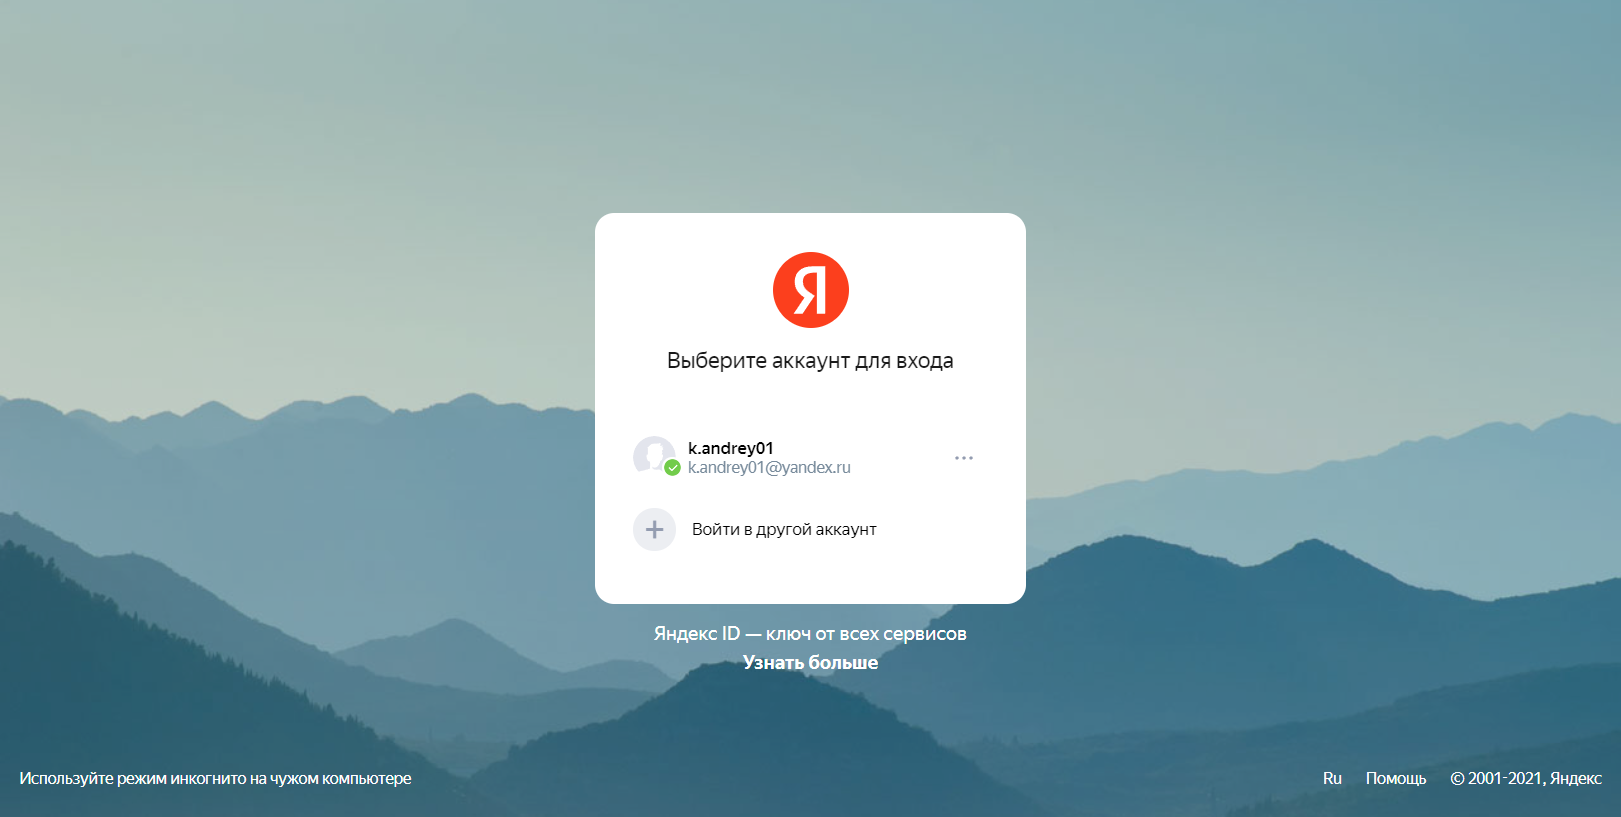 Я
Выберите аккаунт для входа
k.andrey01
k.andrey01@yandex.ru
Войти в другой аккаунт
Яндекс ID — ключ от всех сервисов
Узнать больше
Используйте режим инкогнито на чужом компьютере
Ru Помощь © 2001-2021, Яндекс